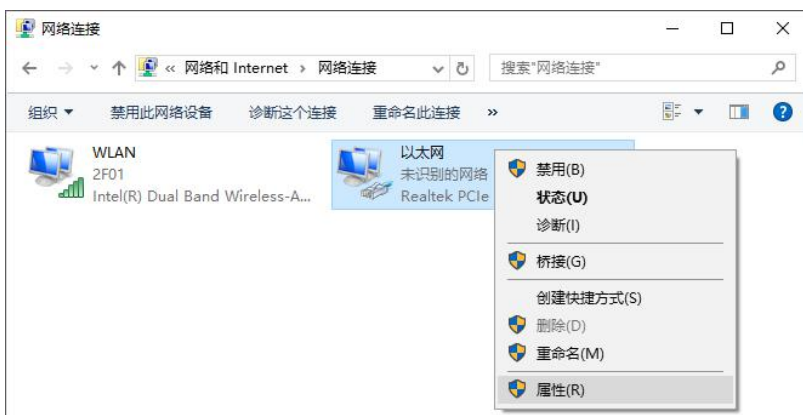 网络连接
« 网络和 Internet › 网络连接
搜索"网络连接"
组织 禁用此网络设备 诊断这个连接 重命名此连接 »
WLAN
2F01
Intel(R) Dual Band Wireless-A...
以太网
未识别的网络
Realtek PCIe
禁用(B)
状态(U)
诊断(I)
桥接(G)
创建快捷方式(S)
删除(D)
重命名(M)
属性(R)